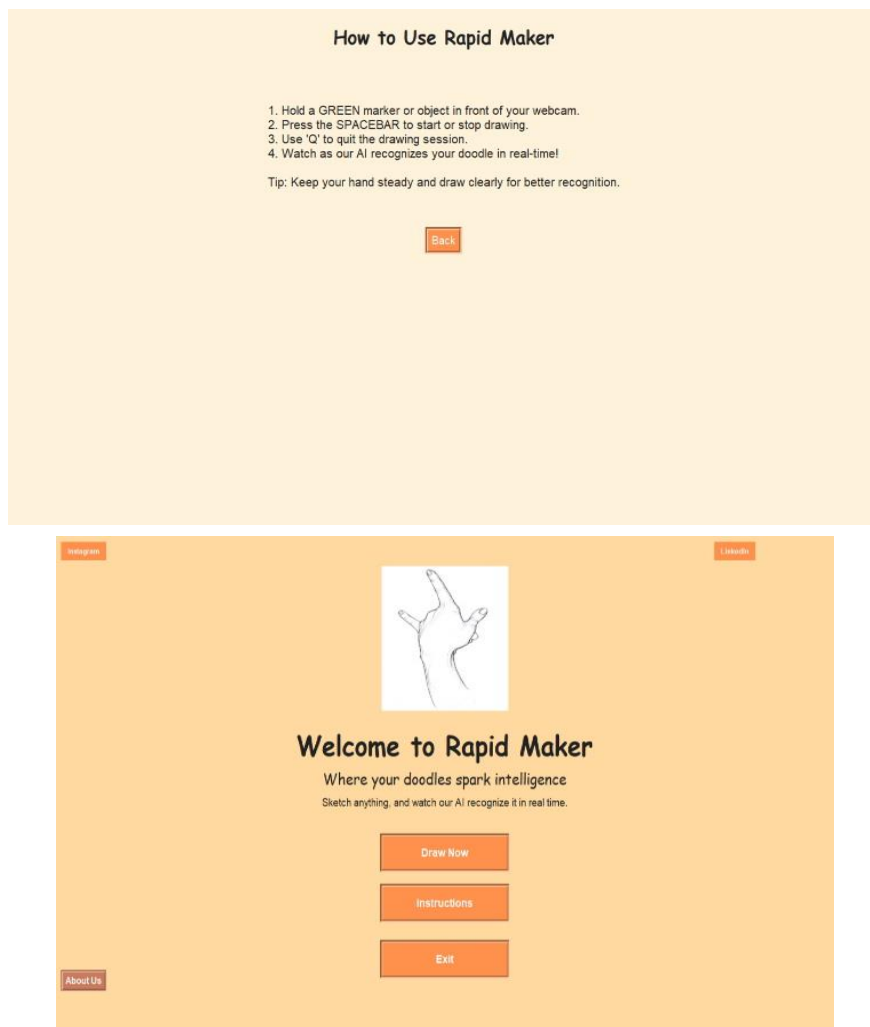 How to Use Rapid Maker
1. Hold a GREEN marker or object in front of your webcam.
2. Press the SPACEBAR to start or stop drawing.
3. Use 'Q' to quit the drawing session.
4. Watch as our AI recognizes your doodle in real-time!
Tip: Keep your hand steady and draw clearly for better recognition.
Back
Instagram
LinkedIn
Welcome to Rapid Maker
Where your doodles spark intelligence
Sketch anything, and watch our AI recognize it in real time.
Draw Now
Instructions
Exit
About Us